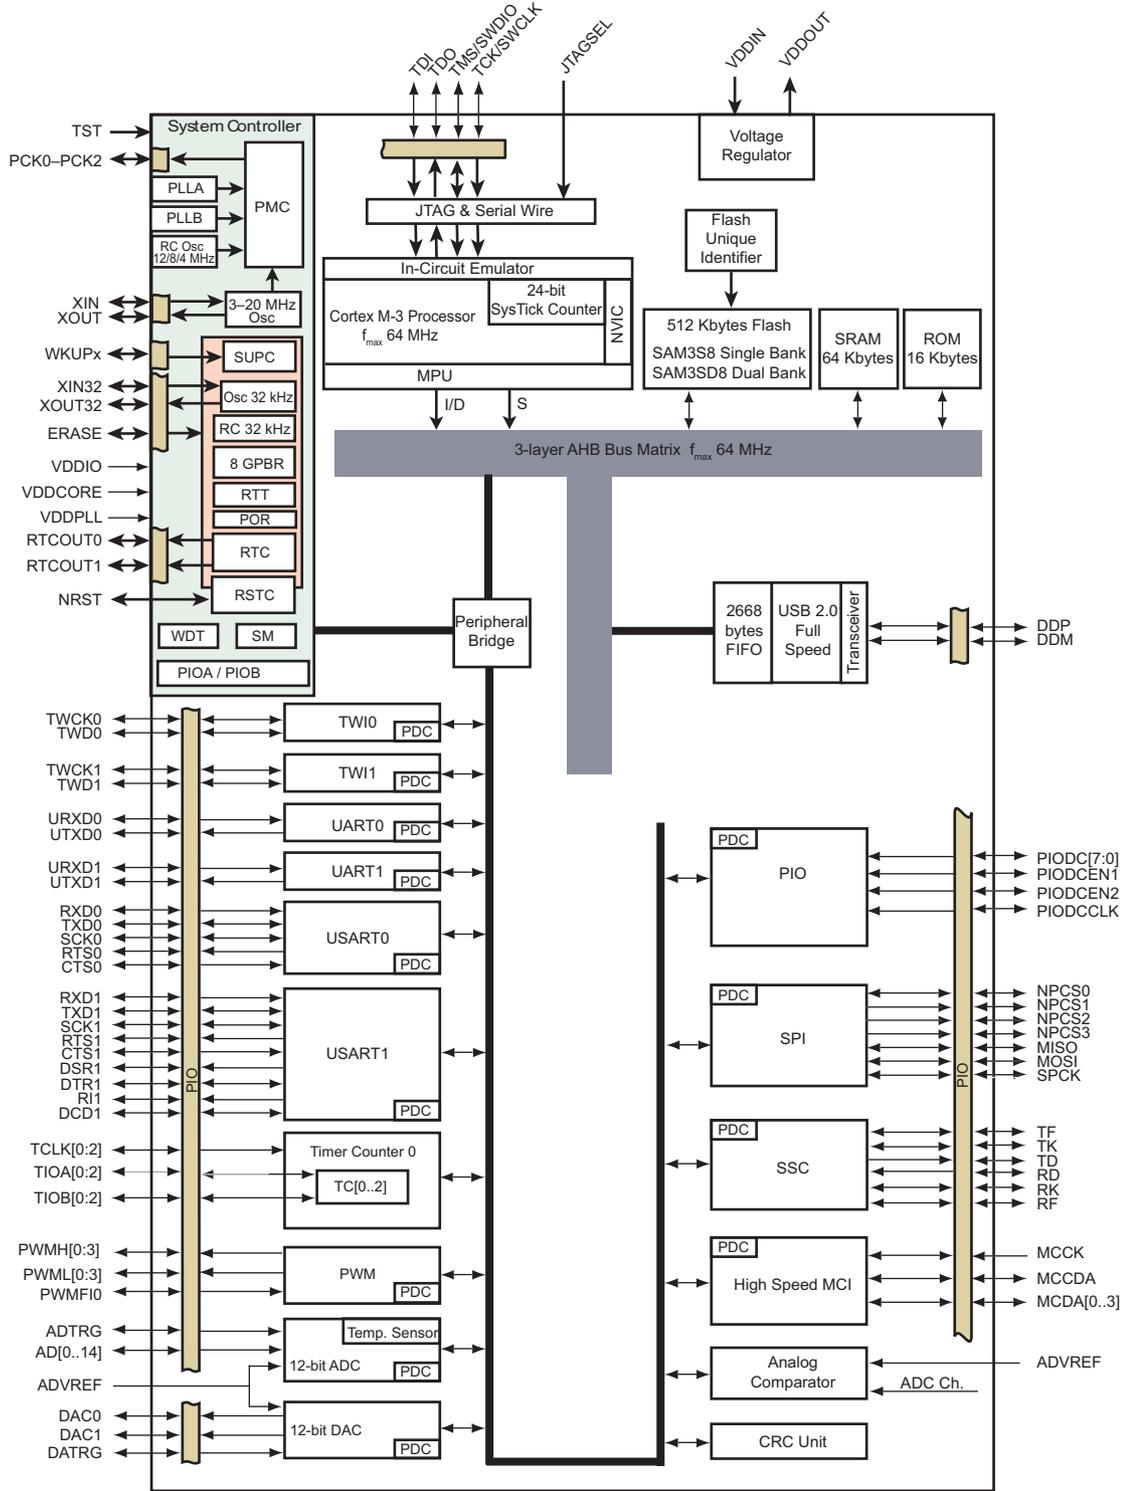 TDI
TDO
TMS/SWDIO
TCK/SWCLK
JTAGSEL
VDDIN
VDDOUT
TST
System Controller
Voltage
Regulator
PCK0–PCK2
PLLA
PMC
PLLB
RC Osc
12/8/4 MHz
JTAG & Serial Wire
Flash
Unique
Identifier
In-Circuit Emulator
24-bit
SysTick Counter
NVIC
Cortex M-3 Processor
fmax 64 MHz
MPU
XIN
XOUT
3–20 MHz
Osc
512 Kbytes Flash
SAM3S8 Single Bank
SAM3SD8 Dual Bank
SRAM
64 Kbytes
ROM
16 Kbytes
WKUPx
SUPC
XIN32
XOUT32
Osc 32 kHz
I/D
S
ERASE
RC 32 kHz
3-layer AHB Bus Matrix fmax 64 MHz
VDDIO
8 GPBR
VDDCORE
RTT
VDDPLL
POR
RTCOUT0
RTC
RTCOUT1
NRST
RSTC
WDT
SM
PIOA / PIOB
Peripheral
Bridge
2668
bytes
FIFO
USB 2.0
Full
Speed
Transceiver
DDP
DDM
TWCK0
TWD0
TWI0
PDC
TWCK1
TWD1
TWI1
PDC
URXD0
UTXD0
UART0
PDC
URXD1
UTXD1
UART1
PDC
RXD0
TXD0
SCK0
RTS0
CTS0
USART0
PDC
RXD1
TXD1
SCK1
RTS1
CTS1
DSR1
DTR1
RI1
DCD1
PIO
USART1
PDC
TCLK[0:2]
TIOA[0:2]
TIOB[0:2]
Timer Counter 0
TC[0..2]
PWMH[0:3]
PWML[0:3]
PWMFI0
PWM
PDC
ADTRG
AD[0..14]
Temp. Sensor
12-bit ADC
PDC
ADVREF
DAC0
DAC1
DATRG
12-bit DAC
PDC
PDC
PIO
PIODC[7:0]
PIODCEN1
PIODCEN2
PIODCCLK
PDC
SPI
NPCS0
NPCS1
NPCS2
NPCS3
MISO
MOSI
SPCK
PIO
PDC
SSC
TF
TK
TD
RD
RK
RF
PDC
High Speed MCI
MCCK
MCCDA
MCDA[0..3]
Analog
Comparator
ADVREF
ADC Ch.
CRC Unit